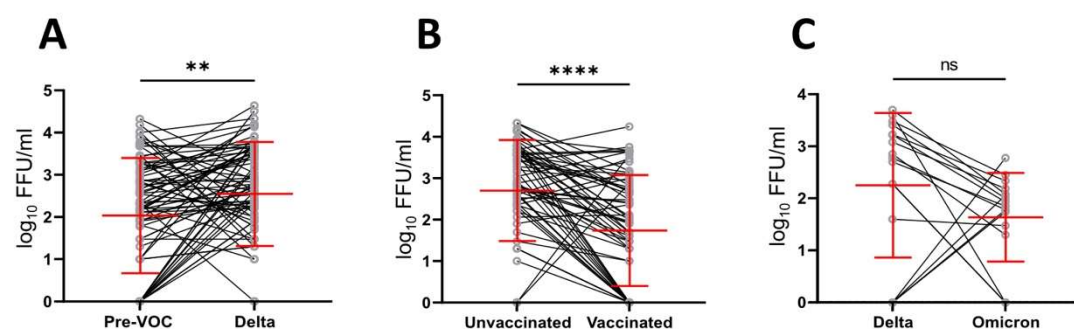 A
**
log10 FFU/ml
5
4
3
2
1
0
Pre-VOC Delta
B
****
log10 FFU/ml
5
4
3
2
1
0
Unvaccinated Vaccinated
C
ns
log10 FFU/ml
4
3
2
1
0
Delta Omicron